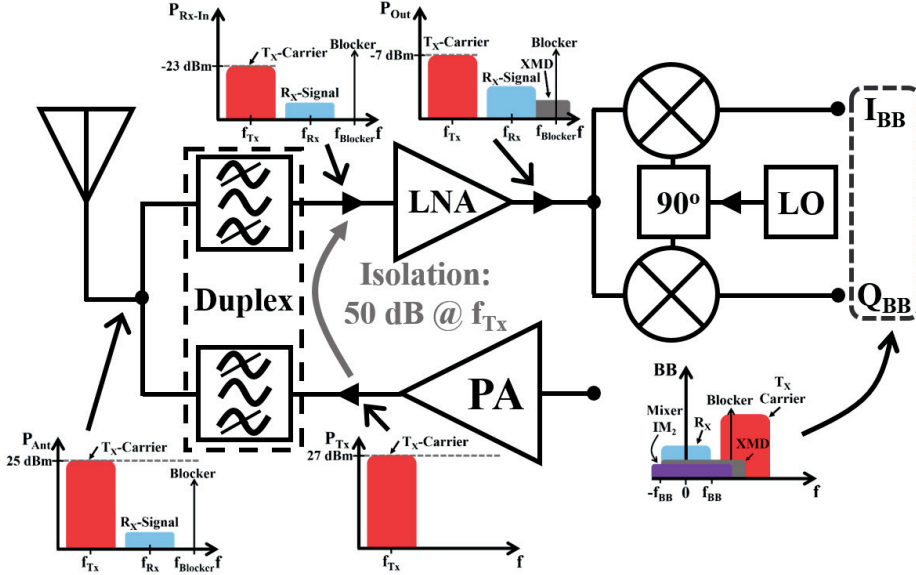 P_Rx-In
T_X-Carrier
Blocker
-23 dBm
R_X-Signal
f_Tx f_Rx f_Blocker f
P_Out
T_X-Carrier
Blocker
-7 dBm
XMD
R_X-Signal
f_Tx f_Rx f_Blocker f
I_BB
LNA
90°
LO
Duplex
Isolation:
50 dB @ f_Tx
Q_BB
PA
P_Ant
T_X-Carrier
25 dBm
Blocker
R_X-Signal
f_Tx f_Rx f_Blocker f
P_Tx
T_X-Carrier
27 dBm
f_Tx f
BB
T_X
Carrier
Blocker
Mixer
IM_2
R_X
XMD
-f_BB 0 f_BB f